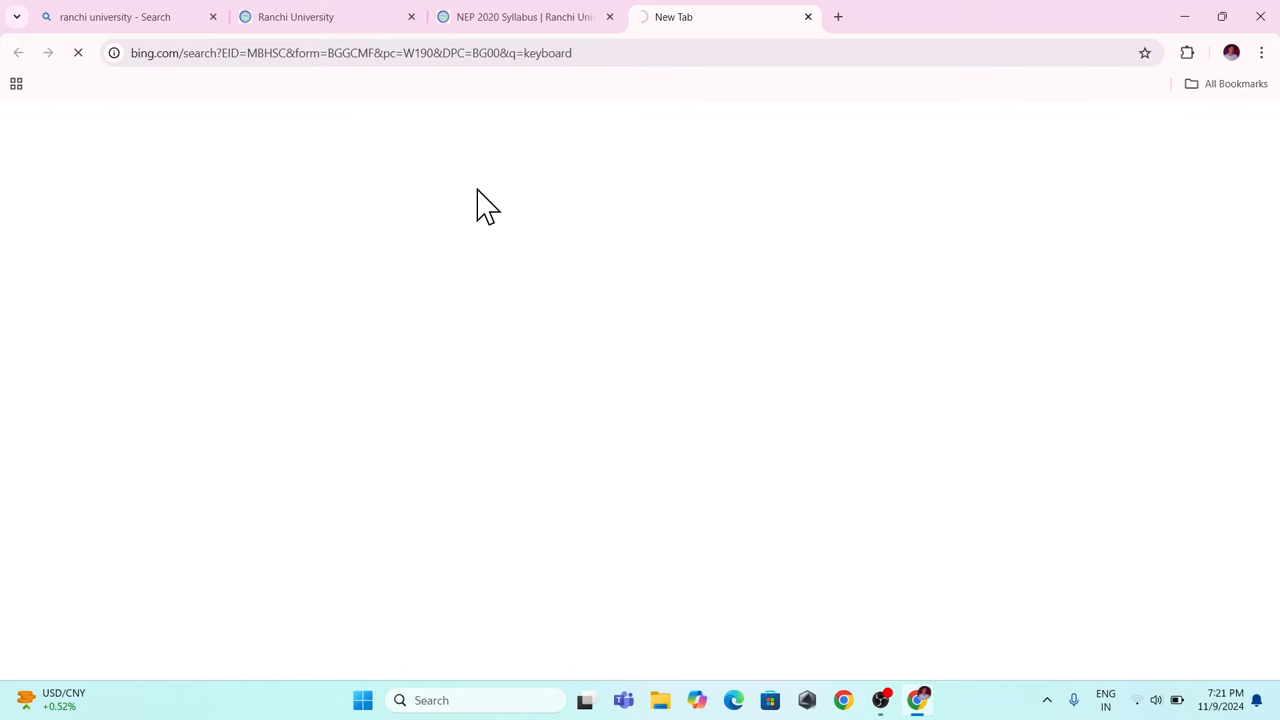 ranchi university - Search
Ranchi University
NEP 2020 Syllabus | Ranchi Uni
New Tab
bing.com/search?EID=MBHSC&form=BGGCMF&pc=W190&DPC=BG00&q=keyboard
All Bookmarks
USD/CNY
+0.52%
Search
ENG
IN
7:21 PM
11/9/2024